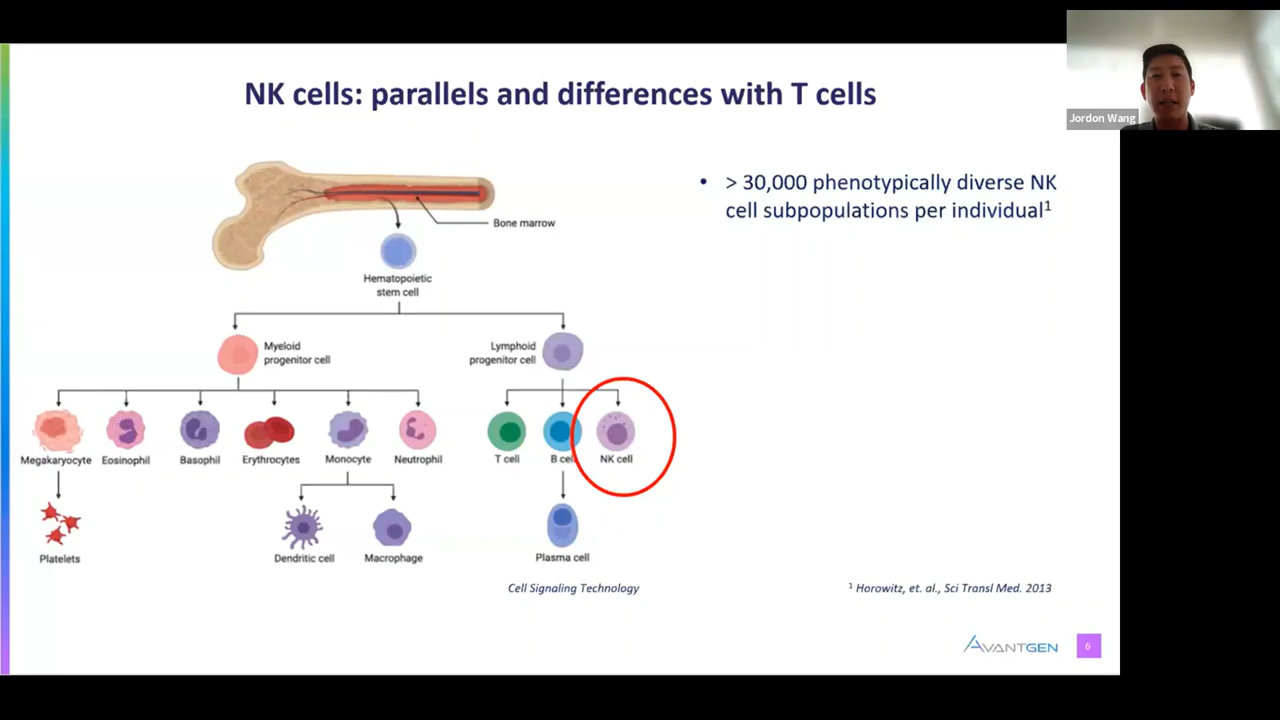 Jordon Wang
NK cells: parallels and differences with T cells
• > 30,000 phenotypically diverse NK
cell subpopulations per individual¹
Bone marrow
Hematopoietic
stem cell
Myeloid
progenitor cell
Lymphoid
progenitor cell
Megakaryocyte
Eosinophil
Basophil
Erythrocytes
Monocyte
Neutrophil
T cell
B cell
NK cell
Platelets
Dendritic cell
Macrophage
Plasma cell
Cell Signaling Technology
¹ Horowitz, et. al., Sci Transl Med. 2013
AVANTGEN
6